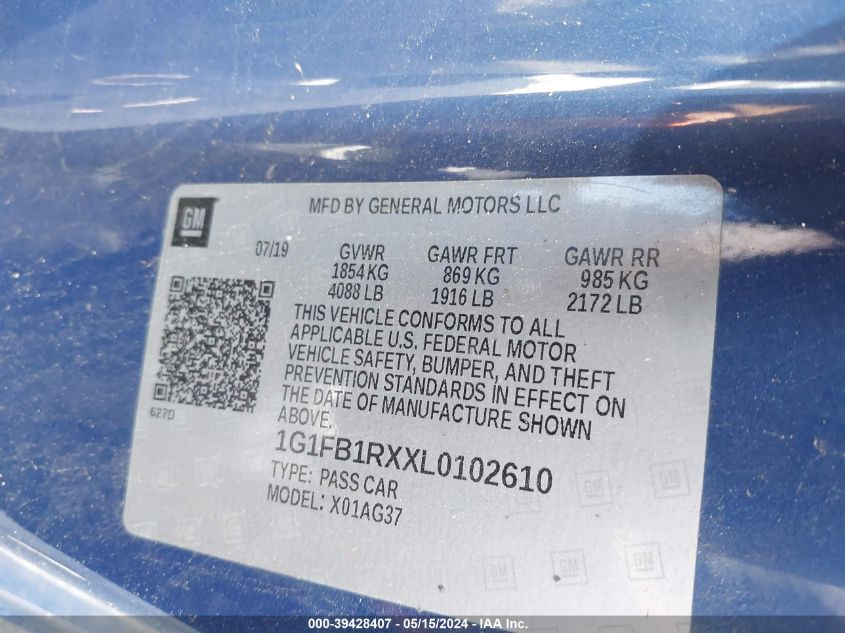 GM
MFD BY GENERAL MOTORS LLC
07/19 GVWR GAWR FRT GAWR RR
1854 KG 869 KG 985 KG
4088 LB 1916 LB 2172 LB
THIS VEHICLE CONFORMS TO ALL
APPLICABLE U.S. FEDERAL MOTOR
VEHICLE SAFETY, BUMPER, AND THEFT
PREVENTION STANDARDS IN EFFECT ON
THE DATE OF MANUFACTURE SHOWN
ABOVE.
627D
1G1FB1RXXL0102610
TYPE: PASS CAR
MODEL: X01AG37
000-39428407 - 05/15/2024 - IAA Inc.